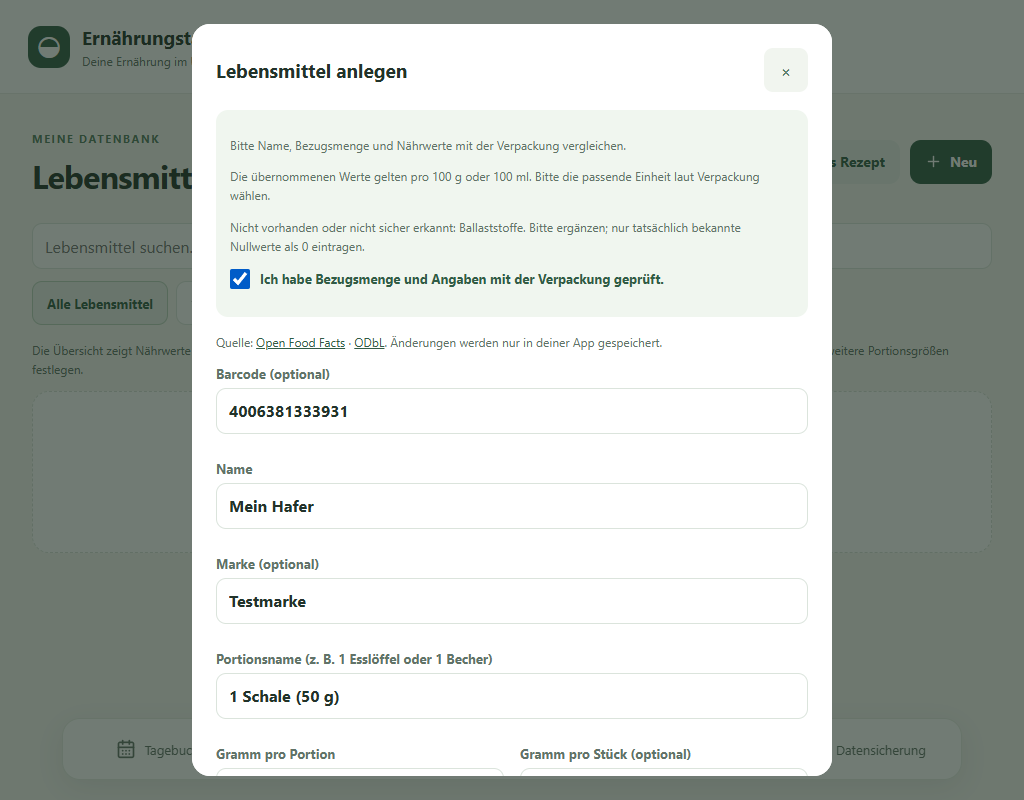 Ernährungst
Deine Ernährung im
MEINE DATENBANK
Lebensmitt
s Rezept
+ Neu
Lebensmittel suchen.
Alle Lebensmittel
Die Übersicht zeigt Nährwerte
weitere Portionsgrößen
festlegen.
Lebensmittel anlegen
×
Bitte Name, Bezugsmenge und Nährwerte mit der Verpackung vergleichen.
Die übernommenen Werte gelten pro 100 g oder 100 ml. Bitte die passende Einheit laut Verpackung
wählen.
Nicht vorhanden oder nicht sicher erkannt: Ballaststoffe. Bitte ergänzen; nur tatsächlich bekannte
Nullwerte als 0 eintragen.
Ich habe Bezugsmenge und Angaben mit der Verpackung geprüft.
Quelle: Open Food Facts · ODbL. Änderungen werden nur in deiner App gespeichert.
Barcode (optional)
4006381333931
Name
Mein Hafer
Marke (optional)
Testmarke
Portionsname (z. B. 1 Esslöffel oder 1 Becher)
1 Schale (50 g)
Gramm pro Portion
Gramm pro Stück (optional)
Tagebuc
Datensicherung